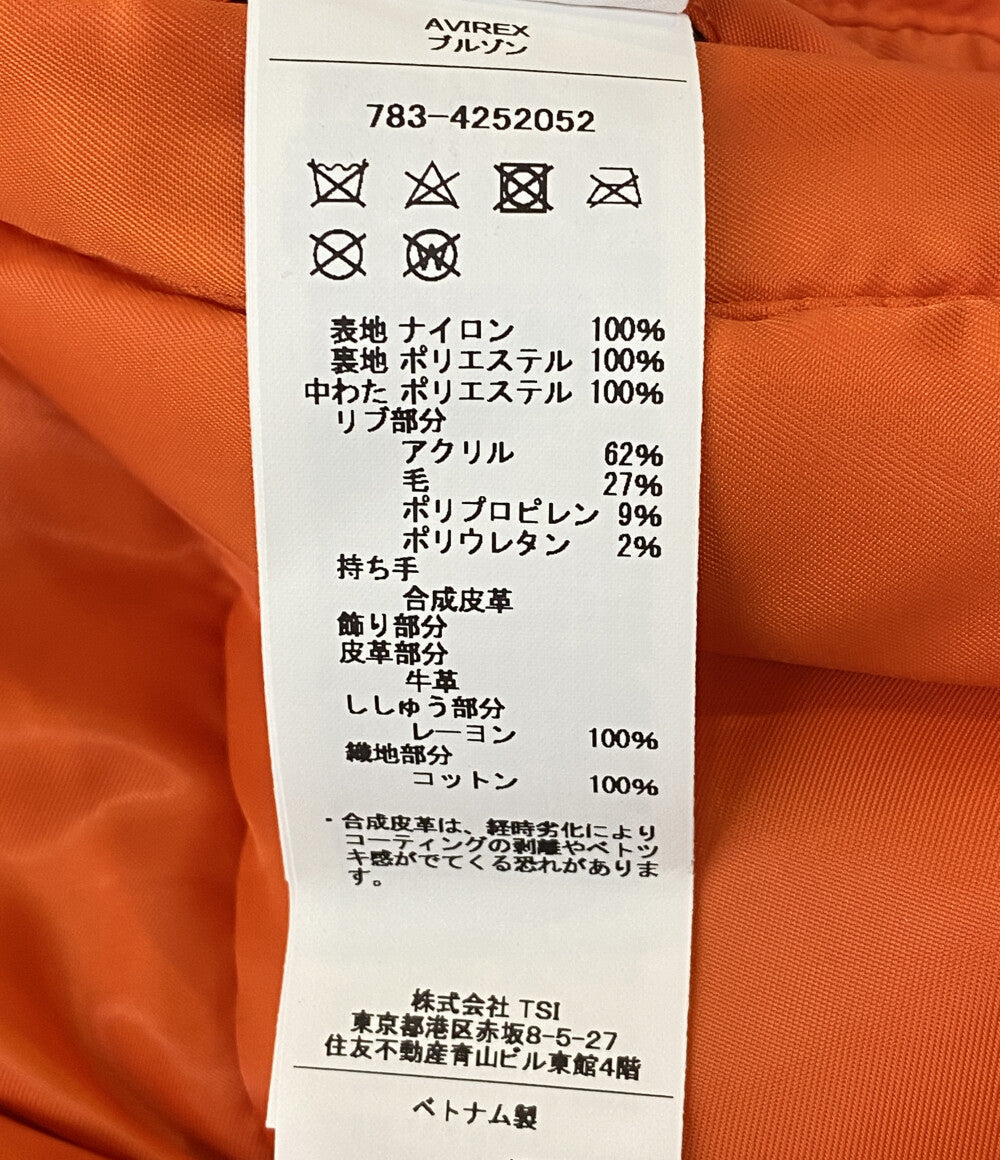 AVIREX
ブルゾン
783-4252052
W
表地 ナイロン 100%
裏地 ポリエステル 100%
中わた ポリエステル 100%
リブ部分
アクリル 62%
毛 27%
ポリプロピレン 9%
ポリウレタン 2%
持ち手
合成皮革
飾り部分
皮革部分
牛革
ししゅう部分
レーヨン 100%
織地部分
コットン 100%
・合成皮革は、経時劣化により
コーティングの剥離やベトツ
キ感がでてくる恐れがありま
す。
株式会社 TSI
東京都港区赤坂8-5-27
住友不動産青山ビル東館4階
ベトナム製